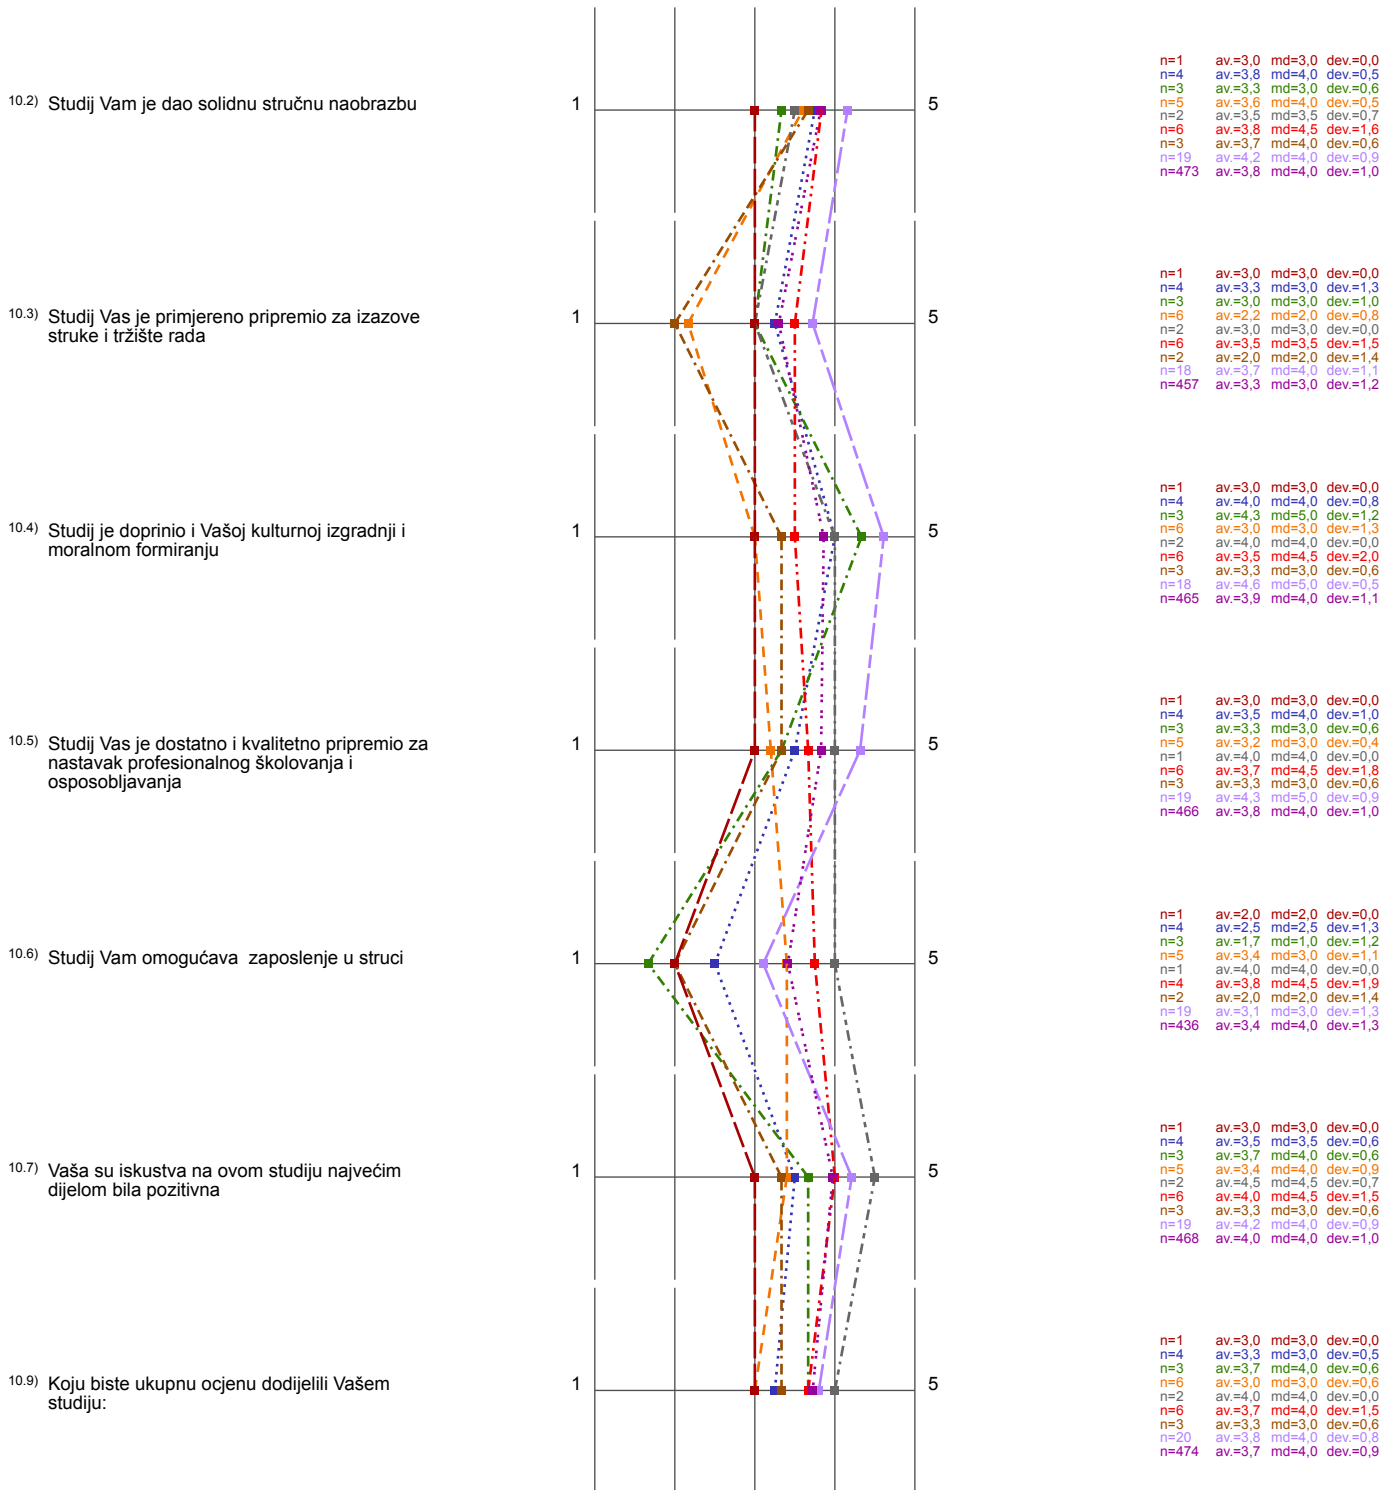 10.2) Studij Vam je dao solidnu stručnu naobrazbu
1
5
n=1 av.=3,0 md=3,0 dev.=0,0
n=4 av.=3,8 md=4,0 dev.=0,5
n=3 av.=3,3 md=3,0 dev.=0,6
n=5 av.=3,6 md=4,0 dev.=0,5
n=2 av.=3,5 md=3,5 dev.=0,7
n=6 av.=3,8 md=4,5 dev.=1,6
n=3 av.=3,7 md=4,0 dev.=0,6
n=19 av.=4,2 md=4,0 dev.=0,9
n=473 av.=3,8 md=4,0 dev.=1,0
10.3) Studij Vas je primjereno pripremio za izazove
struke i tržište rada
1
5
n=1 av.=3,0 md=3,0 dev.=0,0
n=4 av.=3,3 md=3,0 dev.=1,3
n=3 av.=3,0 md=3,0 dev.=1,0
n=6 av.=2,2 md=2,0 dev.=0,8
n=2 av.=3,0 md=3,0 dev.=0,0
n=6 av.=3,5 md=3,5 dev.=1,5
n=2 av.=2,0 md=2,0 dev.=1,4
n=18 av.=3,7 md=4,0 dev.=1,1
n=457 av.=3,3 md=3,0 dev.=1,2
10.4) Studij je doprinio i Vašoj kulturnoj izgradnji i
moralnom formiranju
1
5
n=1 av.=3,0 md=3,0 dev.=0,0
n=4 av.=4,0 md=4,0 dev.=0,8
n=3 av.=4,3 md=5,0 dev.=1,2
n=6 av.=3,0 md=3,0 dev.=1,3
n=2 av.=4,0 md=4,0 dev.=0,0
n=6 av.=3,5 md=4,5 dev.=2,0
n=3 av.=3,3 md=3,0 dev.=0,6
n=18 av.=4,6 md=5,0 dev.=0,5
n=465 av.=3,9 md=4,0 dev.=1,1
10.5) Studij Vas je dostatno i kvalitetno pripremio za
nastavak profesionalnog školovanja i
osposobljavanja
1
5
n=1 av.=3,0 md=3,0 dev.=0,0
n=4 av.=3,5 md=4,0 dev.=1,0
n=3 av.=3,3 md=3,0 dev.=0,6
n=5 av.=3,2 md=3,0 dev.=0,4
n=1 av.=4,0 md=4,0 dev.=0,0
n=6 av.=3,7 md=4,5 dev.=1,8
n=3 av.=3,3 md=3,0 dev.=0,6
n=19 av.=4,3 md=5,0 dev.=0,9
n=466 av.=3,8 md=4,0 dev.=1,0
10.6) Studij Vam omogućava  zaposlenje u struci
1
5
n=1 av.=2,0 md=2,0 dev.=0,0
n=4 av.=2,5 md=2,5 dev.=1,3
n=3 av.=1,7 md=1,0 dev.=1,2
n=5 av.=3,4 md=3,0 dev.=1,1
n=1 av.=4,0 md=4,0 dev.=0,0
n=4 av.=3,8 md=4,5 dev.=1,9
n=2 av.=2,0 md=2,0 dev.=1,4
n=19 av.=3,1 md=3,0 dev.=1,3
n=436 av.=3,4 md=4,0 dev.=1,3
10.7) Vaša su iskustva na ovom studiju najvećim
dijelom bila pozitivna
1
5
n=1 av.=3,0 md=3,0 dev.=0,0
n=4 av.=3,5 md=3,5 dev.=0,6
n=3 av.=3,7 md=4,0 dev.=0,6
n=5 av.=3,4 md=4,0 dev.=0,9
n=2 av.=4,5 md=4,5 dev.=0,7
n=6 av.=4,0 md=4,5 dev.=1,5
n=3 av.=3,3 md=3,0 dev.=0,6
n=19 av.=4,2 md=4,0 dev.=0,9
n=468 av.=4,0 md=4,0 dev.=1,0
10.9) Koju biste ukupnu ocjenu dodijelili Vašem
studiju:
1
5
n=1 av.=3,0 md=3,0 dev.=0,0
n=4 av.=3,3 md=3,0 dev.=0,5
n=3 av.=3,7 md=4,0 dev.=0,6
n=6 av.=3,0 md=3,0 dev.=0,6
n=2 av.=4,0 md=4,0 dev.=0,0
n=6 av.=3,7 md=4,0 dev.=1,5
n=3 av.=3,3 md=3,0 dev.=0,6
n=20 av.=3,8 md=4,0 dev.=0,8
n=474 av.=3,7 md=4,0 dev.=0,9